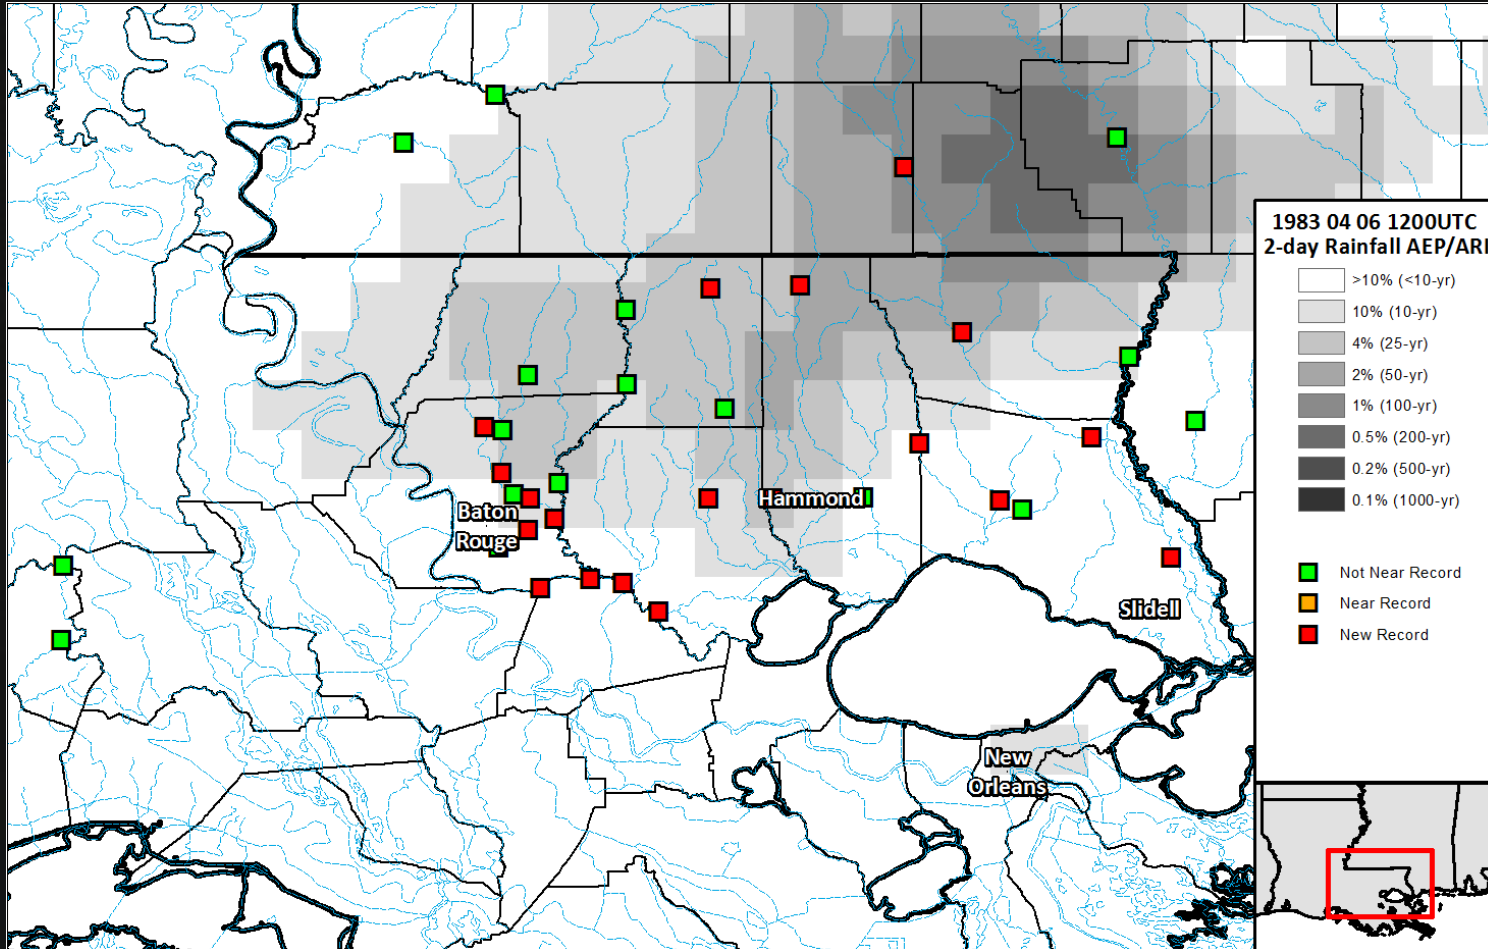 1983 04 06 1200UTC
2-day Rainfall AEP/ARI
>10% (<10-yr)
10% (10-yr)
4% (25-yr)
2% (50-yr)
1% (100-yr)
0.5% (200-yr)
0.2% (500-yr)
0.1% (1000-yr)
Not Near Record
Near Record
New Record
Hammond
Baton
Rouge
Slidell
New
Orleans